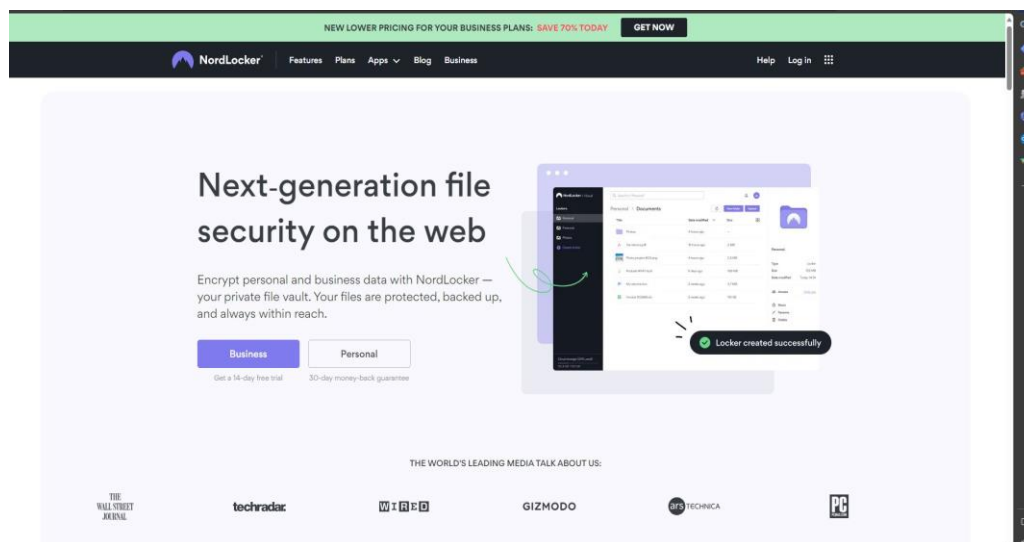 NEW LOWER PRICING FOR YOUR BUSINESS PLANS: SAVE 70% TODAY GET NOW
NordLocker® Features Plans Apps Blog Business Help Log in
Next-generation file
security on the web
Encrypt personal and business data with NordLocker —
your private file vault. Your files are protected, backed up,
and always within reach.
Business Personal
Get a 14-day free trial 30-day money-back guarantee
NordLocker
Personal Documents
Locker created successfully
THE WORLD'S LEADING MEDIA TALK ABOUT US:
THE
WALL STREET
JOURNAL.
techradar.
WIRED
GIZMODO
ars TECHNICA
PC